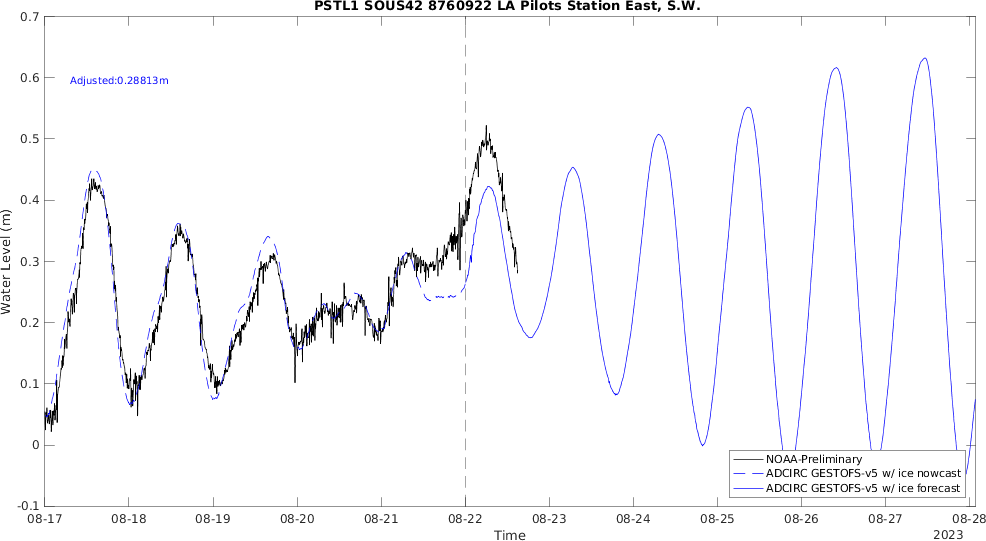 PSTL1 SOUS42 8760922 LA Pilots Station East, S.W.
0.7
0.6
0.5
0.4
0.3
0.2
0.1
0
-0.1
Water Level (m)
Adjusted:0.28813m
NOAA-Preliminary
ADCIRC GESTOFS-v5 w/ ice nowcast
ADCIRC GESTOFS-v5 w/ ice forecast
08-17 08-18 08-19 08-20 08-21 08-22 08-23 08-24 08-25 08-26 08-27 08-28
Time
2023